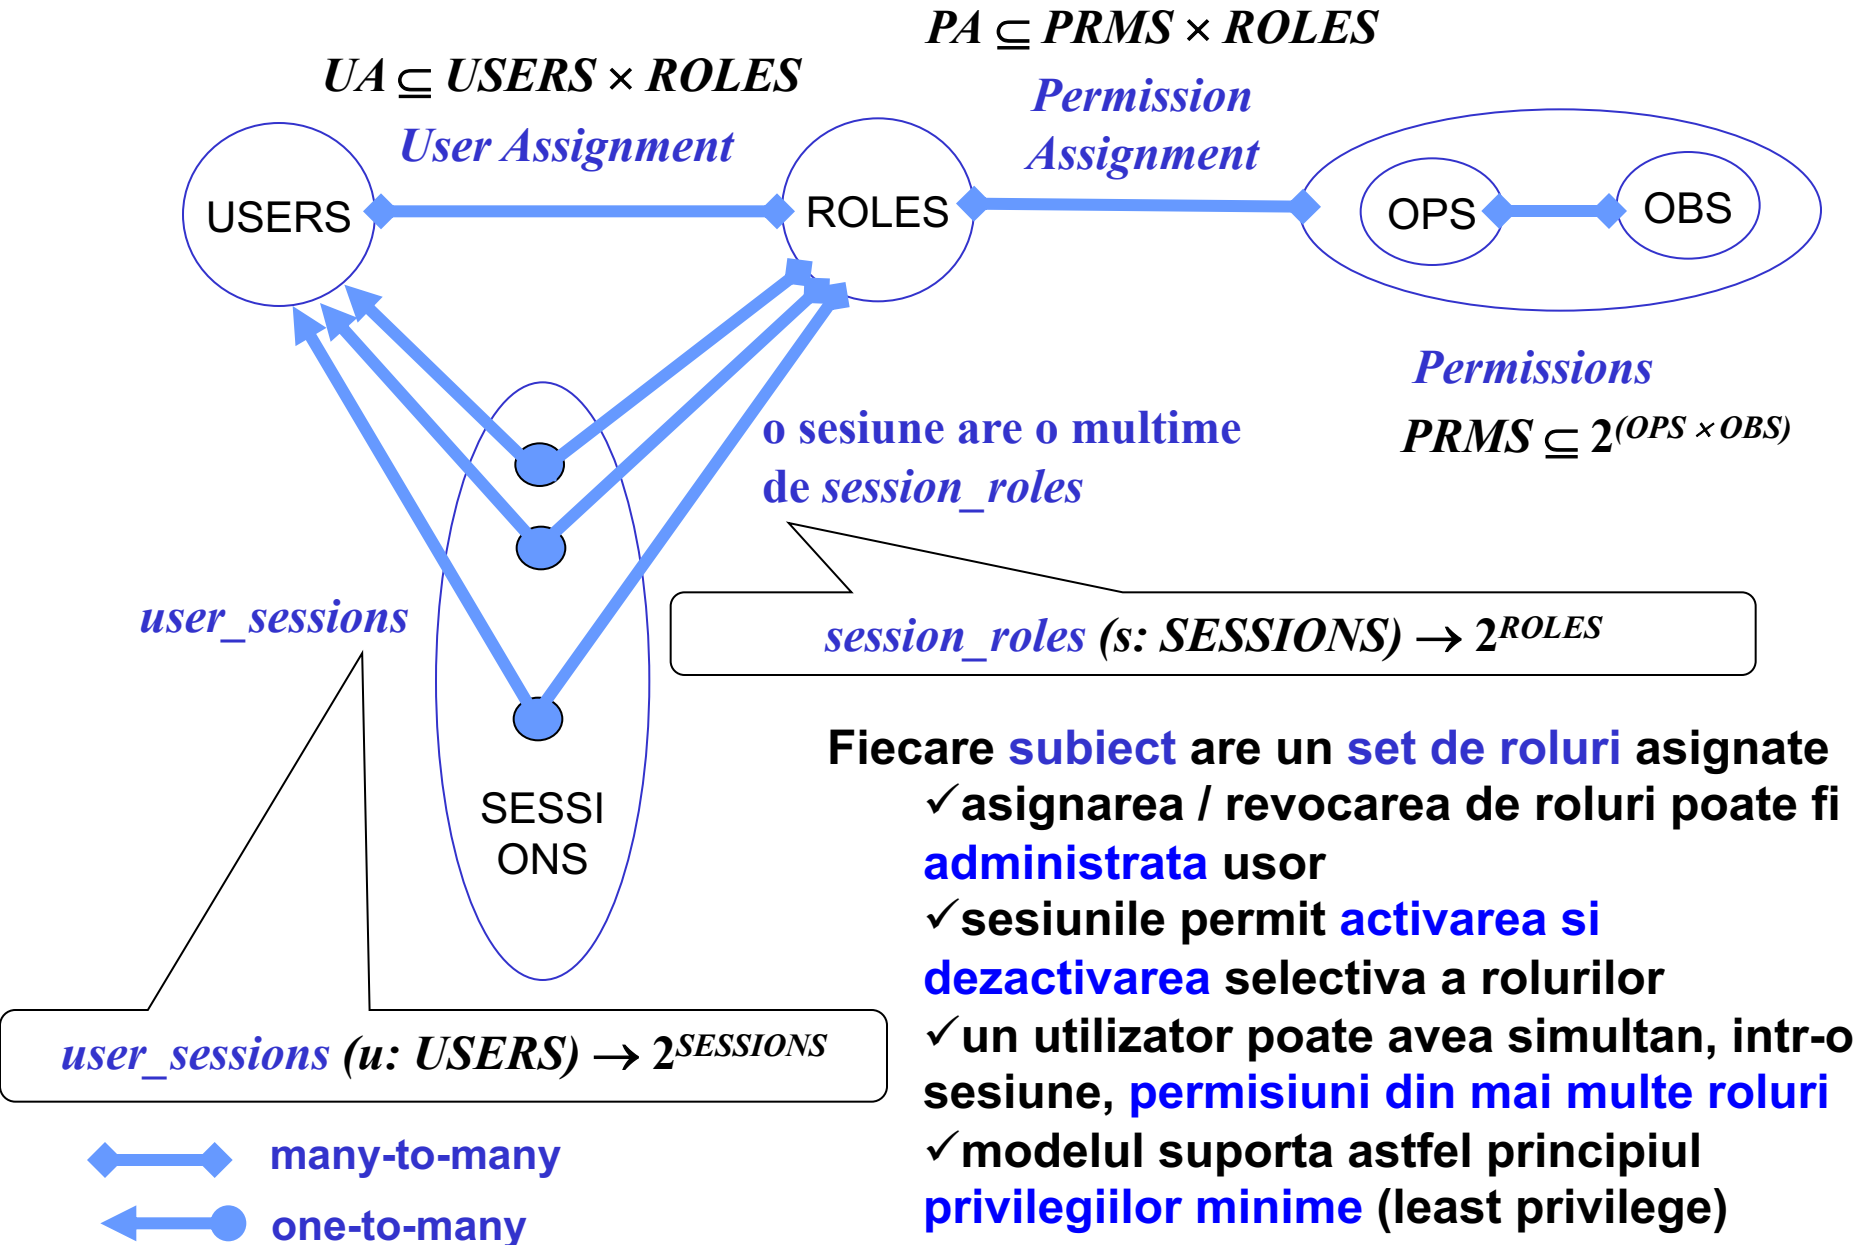 PA ⊆ PRMS × ROLES
UA ⊆ USERS × ROLES
Permission
Assignment
User Assignment
USERS
ROLES
OPS
OBS
Permissions
PRMS ⊆ 2^(OPS × OBS)
o sesiune are o multime
de session_roles
user_sessions
session_roles (s: SESSIONS) → 2^ROLES
SESSI
ONS
user_sessions (u: USERS) → 2^SESSIONS
many-to-many
one-to-many
Fiecare subiect are un set de roluri asignate
✓asignarea / revocarea de roluri poate fi
administrata usor
✓sesiunile permit activarea si
dezactivarea selectiva a rolurilor
✓un utilizator poate avea simultan, intr-o
sesiune, permisiuni din mai multe roluri
✓modelul suporta astfel principiul
privilegiilor minime (least privilege)